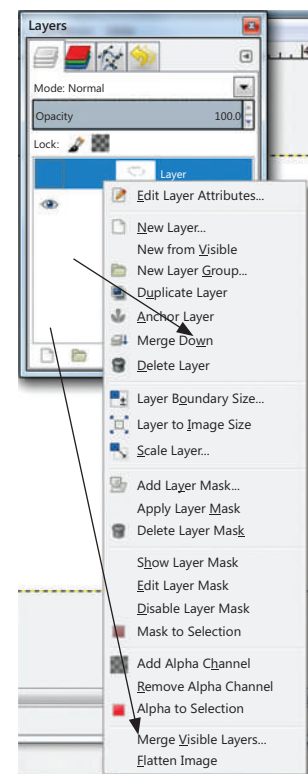 Layers
Mode: Normal
Opacity 100.0
Lock:
Layer
Edit Layer Attributes...
New Layer...
New from Visible
New Layer Group...
Duplicate Layer
Anchor Layer
Merge Down
Delete Layer
Layer Boundary Size...
Layer to Image Size
Scale Layer...
Add Layer Mask...
Apply Layer Mask
Delete Layer Mask
Show Layer Mask
Edit Layer Mask
Disable Layer Mask
Mask to Selection
Add Alpha Channel
Remove Alpha Channel
Alpha to Selection
Merge Visible Layers...
Flatten Image